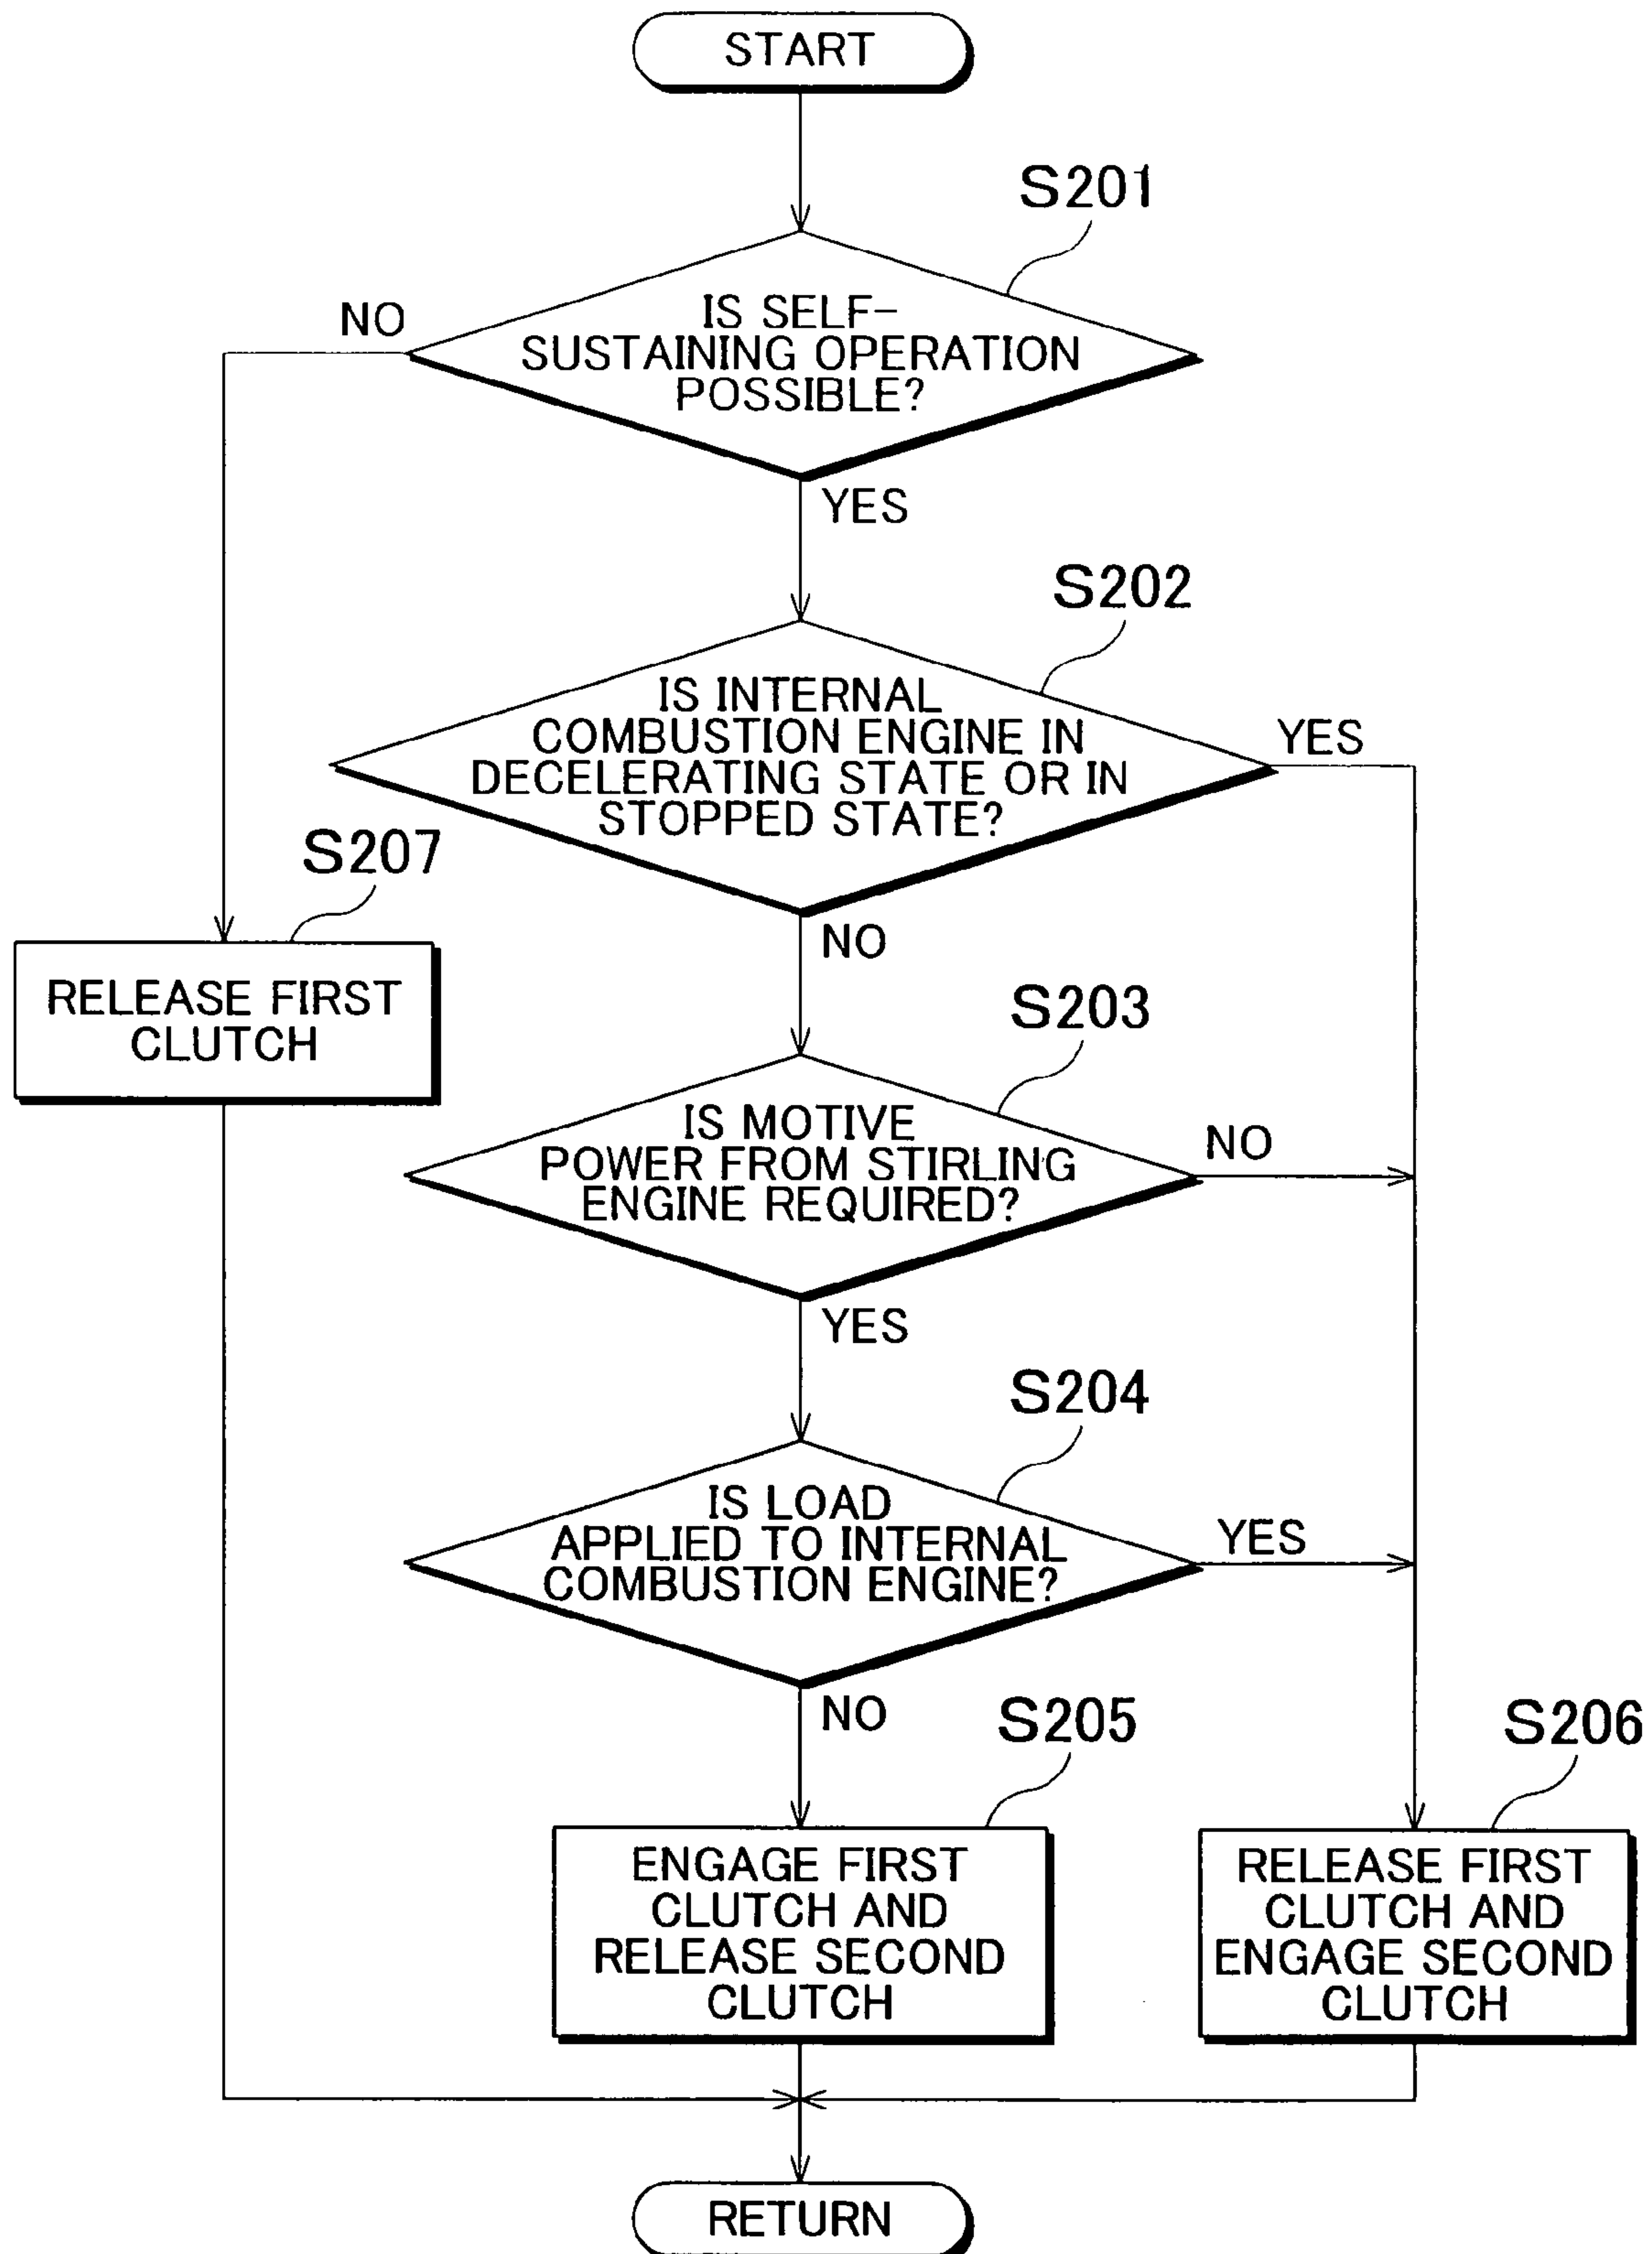 START
S201
IS SELF-
SUSTAINING OPERATION
POSSIBLE?
NO
YES
S202
IS INTERNAL
COMBUSTION ENGINE IN
DECELERATING STATE OR IN
STOPPED STATE?
YES
NO
S207
RELEASE FIRST
CLUTCH
S203
IS MOTIVE
POWER FROM STIRLING
ENGINE REQUIRED?
NO
YES
S204
IS LOAD
APPLIED TO INTERNAL
COMBUSTION ENGINE?
YES
NO
S205
ENGAGE FIRST
CLUTCH AND
RELEASE SECOND
CLUTCH
S206
RELEASE FIRST
CLUTCH AND
ENGAGE SECOND
CLUTCH
RETURN